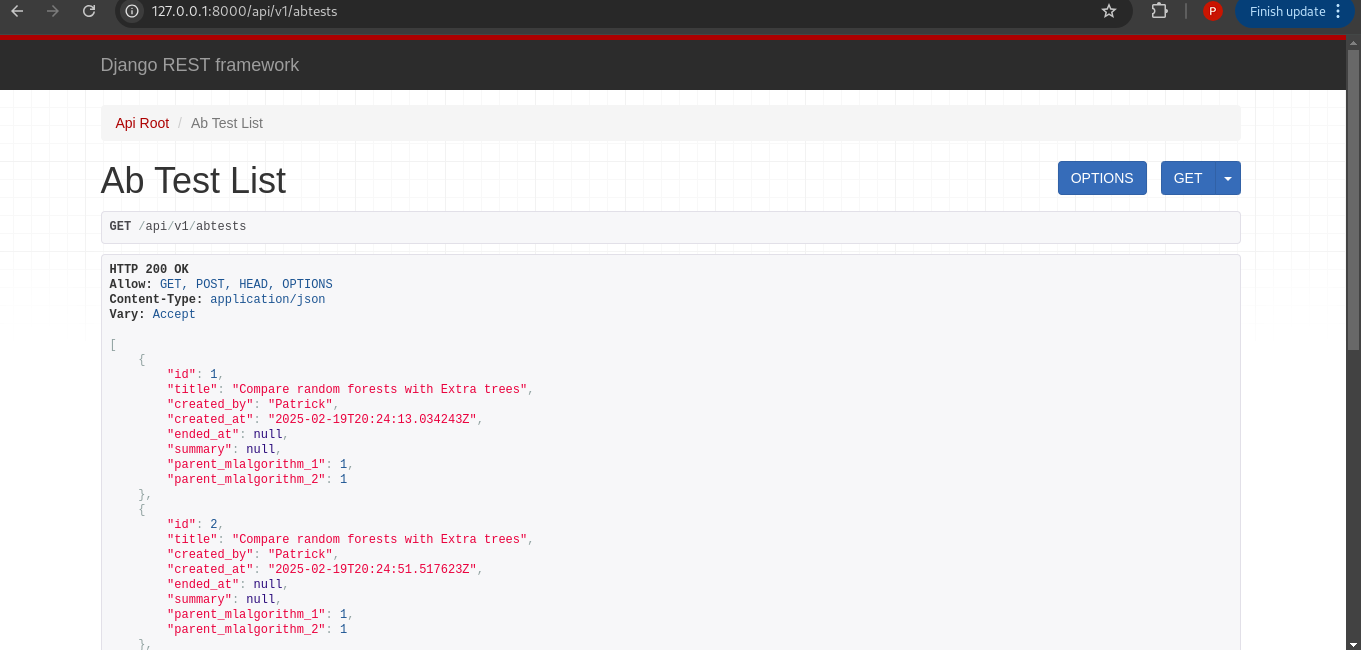 127.0.0.1:8000/api/v1/abtests
P
Finish update
Django REST framework
Api Root / Ab Test List
Ab Test List
OPTIONS
GET
GET /api/v1/abtests
HTTP 200 OK
Allow: GET, POST, HEAD, OPTIONS
Content-Type: application/json
Vary: Accept
[
    {
        "id": 1,
        "title": "Compare random forests with Extra trees",
        "created_by": "Patrick",
        "created_at": "2025-02-19T20:24:13.034243Z",
        "ended_at": null,
        "summary": null,
        "parent_mlalgorithm_1": 1,
        "parent_mlalgorithm_2": 1
    },
    {
        "id": 2,
        "title": "Compare random forests with Extra trees",
        "created_by": "Patrick",
        "created_at": "2025-02-19T20:24:51.517623Z",
        "ended_at": null,
        "summary": null,
        "parent_mlalgorithm_1": 1,
        "parent_mlalgorithm_2": 1
    },